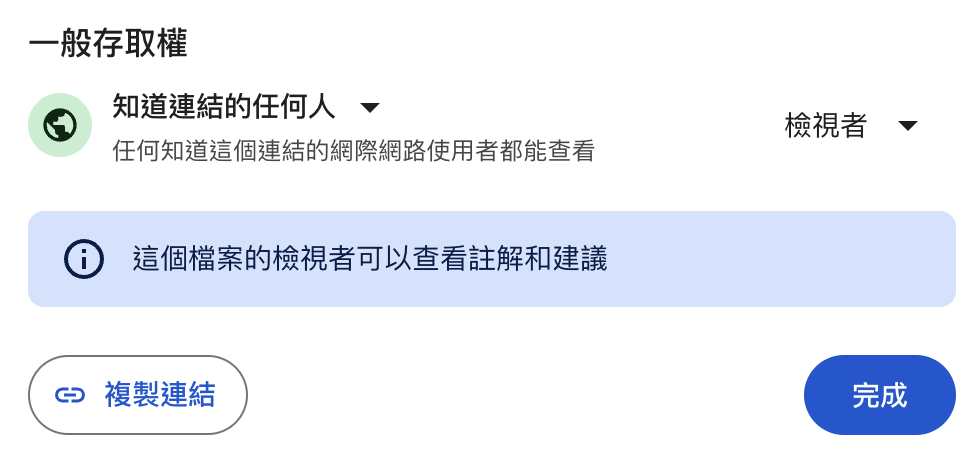 一般存取權
知道連結的任何人
任何知道這個連結的網際網路使用者都能查看
檢視者
這個檔案的檢視者可以查看註解和建議
複製連結
完成